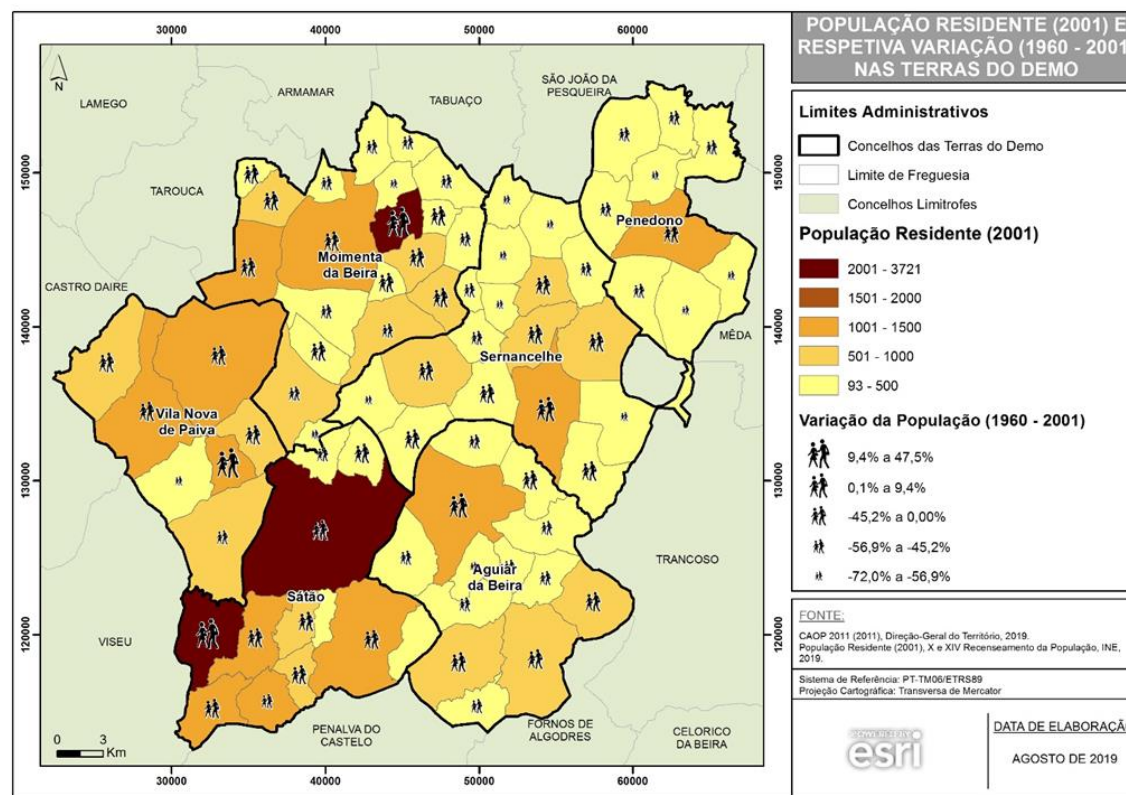 POPULAÇÃO RESIDENTE (2001) E
RESPETIVA VARIAÇÃO (1960 - 2001
NAS TERRAS DO DEMO
Limites Administrativos
Concelhos das Terras do Demo
Limite de Freguesia
Concelhos Limitrofes
População Residente (2001)
2001 - 3721
1501 - 2000
1001 - 1500
501 - 1000
93 - 500
Variação da População (1960 - 2001)
9,4% a 47,5%
0,1% a 9,4%
-45,2% a 0,00%
-56,9% a -45,2%
-72,0% a -56,9%
FONTE:
CAOP 2011 (2011), Direção-Geral do Território, 2019.
População Residente (2001), X e XIV Recenseamento da População, INE,
2019.
Sistema de Referência: PT-TM06/ETRS89
Projeção Cartográfica: Transversa de Mercator
POWERED BY
esri
DATA DE ELABORAÇÃ
AGOSTO DE 2019
30000
40000
50000
60000
N
LAMEGO
ARMAMAR
TABUAÇO
SÃO JOÃO DA
PESQUEIRA
TAROUCA
CASTRO DAIRE
MÊDA
TRANCOSO
VISEU
PENALVA DO
CASTELO
FORNOS DE
ALGODRES
CELORICO
DA BEIRA
Penedono
Moimenta
da Beira
Sernancelhe
Vila Nova
de Paiva
Aguiar
da Beira
Sátão
150000
140000
130000
120000
150000
140000
130000
120000
0 3
Km
30000
40000
50000
60000